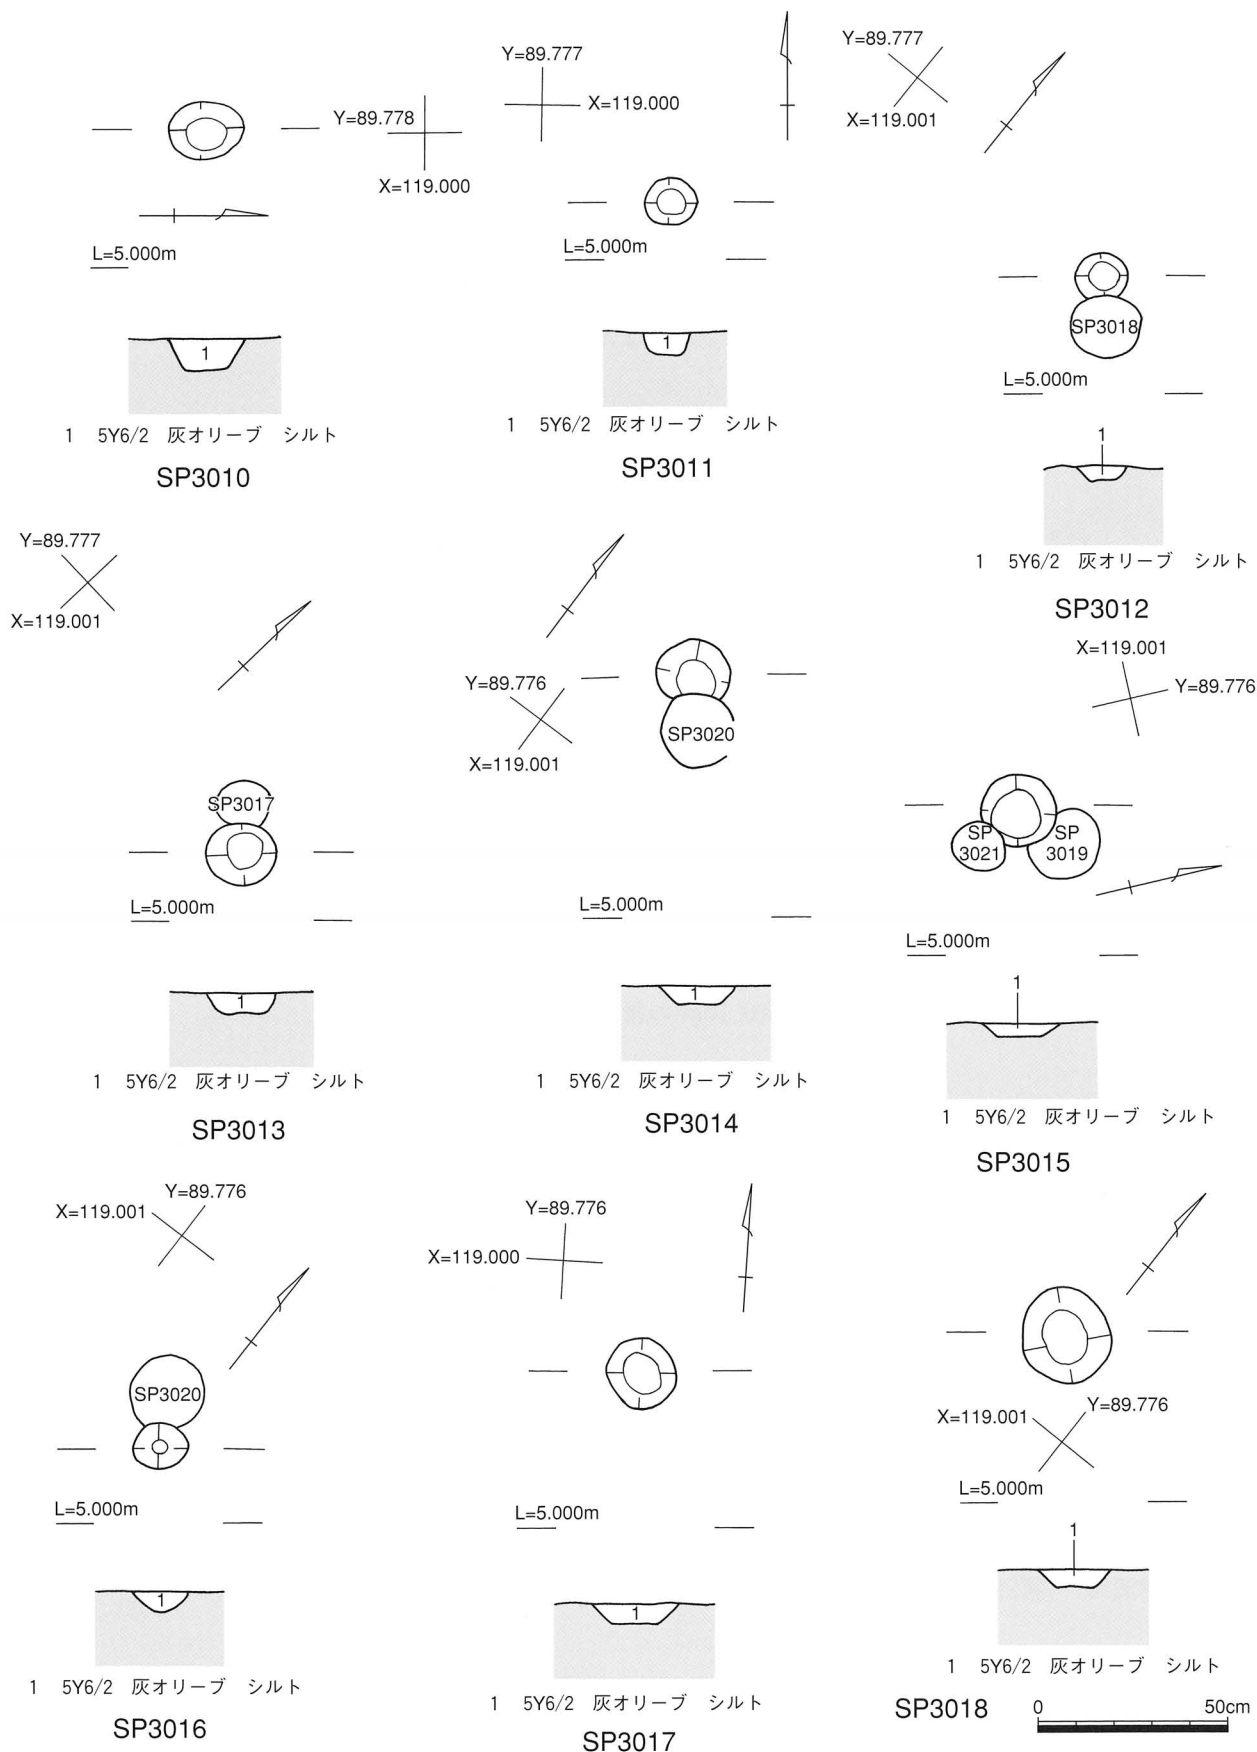 Y=89.778
X=119.000
L=5.000m
1
1 5Y6/2 灰オリーブ シルト
SP3010
Y=89.777
X=119.000
L=5.000m
1
1 5Y6/2 灰オリーブ シルト
SP3011
Y=89.777
X=119.001
SP3018
L=5.000m
1
1 5Y6/2 灰オリーブ シルト
SP3012
Y=89.777
X=119.001
SP3017
L=5.000m
1
1 5Y6/2 灰オリーブ シルト
SP3013
Y=89.776
X=119.001
SP3020
L=5.000m
1
1 5Y6/2 灰オリーブ シルト
SP3014
X=119.001
Y=89.776
SP
3021
SP
3019
L=5.000m
1
1 5Y6/2 灰オリーブ シルト
SP3015
Y=89.776
X=119.001
SP3020
L=5.000m
1
1 5Y6/2 灰オリーブ シルト
SP3016
Y=89.776
X=119.000
L=5.000m
1
1 5Y6/2 灰オリーブ シルト
SP3017
X=119.001
Y=89.776
L=5.000m
1
1 5Y6/2 灰オリーブ シルト
SP3018
0 50cm